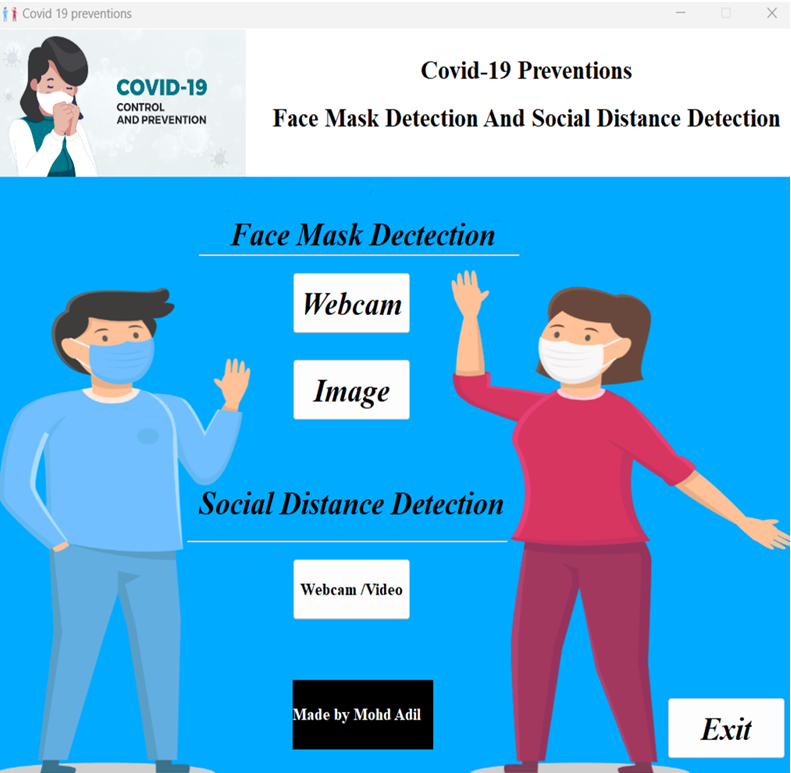 Covid 19 preventions
COVID-19
CONTROL
AND PREVENTION
Covid-19 Preventions
Face Mask Detection And Social Distance Detection
Face Mask Dectection
Webcam
Image
Social Distance Detection
Webcam /Video
Made by Mohd Adil
Exit